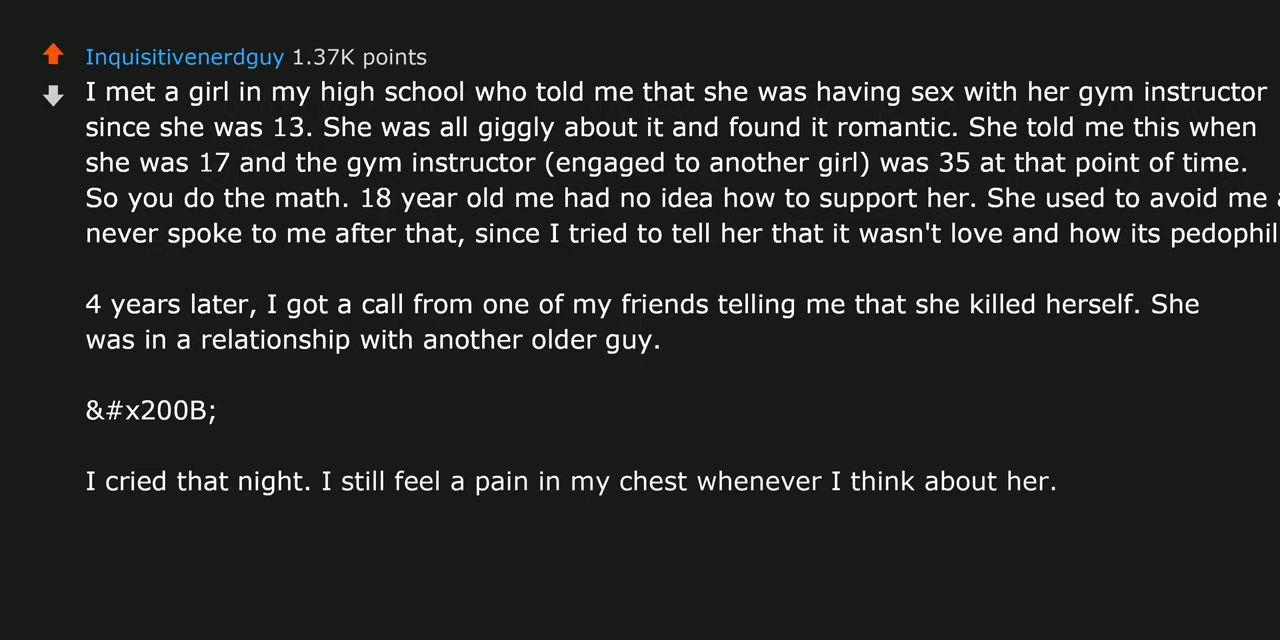 Inquisitivenerdguy 1.37K points
I met a girl in my high school who told me that she was having sex with her gym instructor
since she was 13. She was all giggly about it and found it romantic. She told me this when
she was 17 and the gym instructor (engaged to another girl) was 35 at that point of time.
So you do the math. 18 year old me had no idea how to support her. She used to avoid me
never spoke to me after that, since I tried to tell her that it wasn't love and how its pedophil
4 years later, I got a call from one of my friends telling me that she killed herself. She
was in a relationship with another older guy.
&#x200B;
I cried that night. I still feel a pain in my chest whenever I think about her.